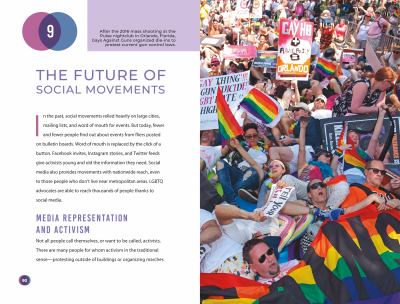 9
After the 2016 mass shooting at the
Pulse nightclub in Orlando, Florida,
Gays Against Guns organized die-ins to
protest current gun control laws.
THE FUTURE OF
SOCIAL MOVEMENTS
In the past, social movements relied heavily on large cities,
mailing lists, and word of mouth for events. But today, fewer
and fewer people find out about events from fliers posted
on bulletin boards. Word of mouth is replaced by the click of a
button. Facebook invites, Instagram stories, and Twitter feeds
give activists young and old the information they need. Social
media also provides movements with nationwide reach, even
to those people who don't live near metropolitan areas. LGBTQ
advocates are able to reach thousands of people thanks to
social media.
MEDIA REPRESENTATION
AND ACTIVISM
Not all people call themselves, or want to be called, activists.
There are many people for whom activism in the traditional
sense—protesting outside of buildings or organizing marches
90
ORLANDO